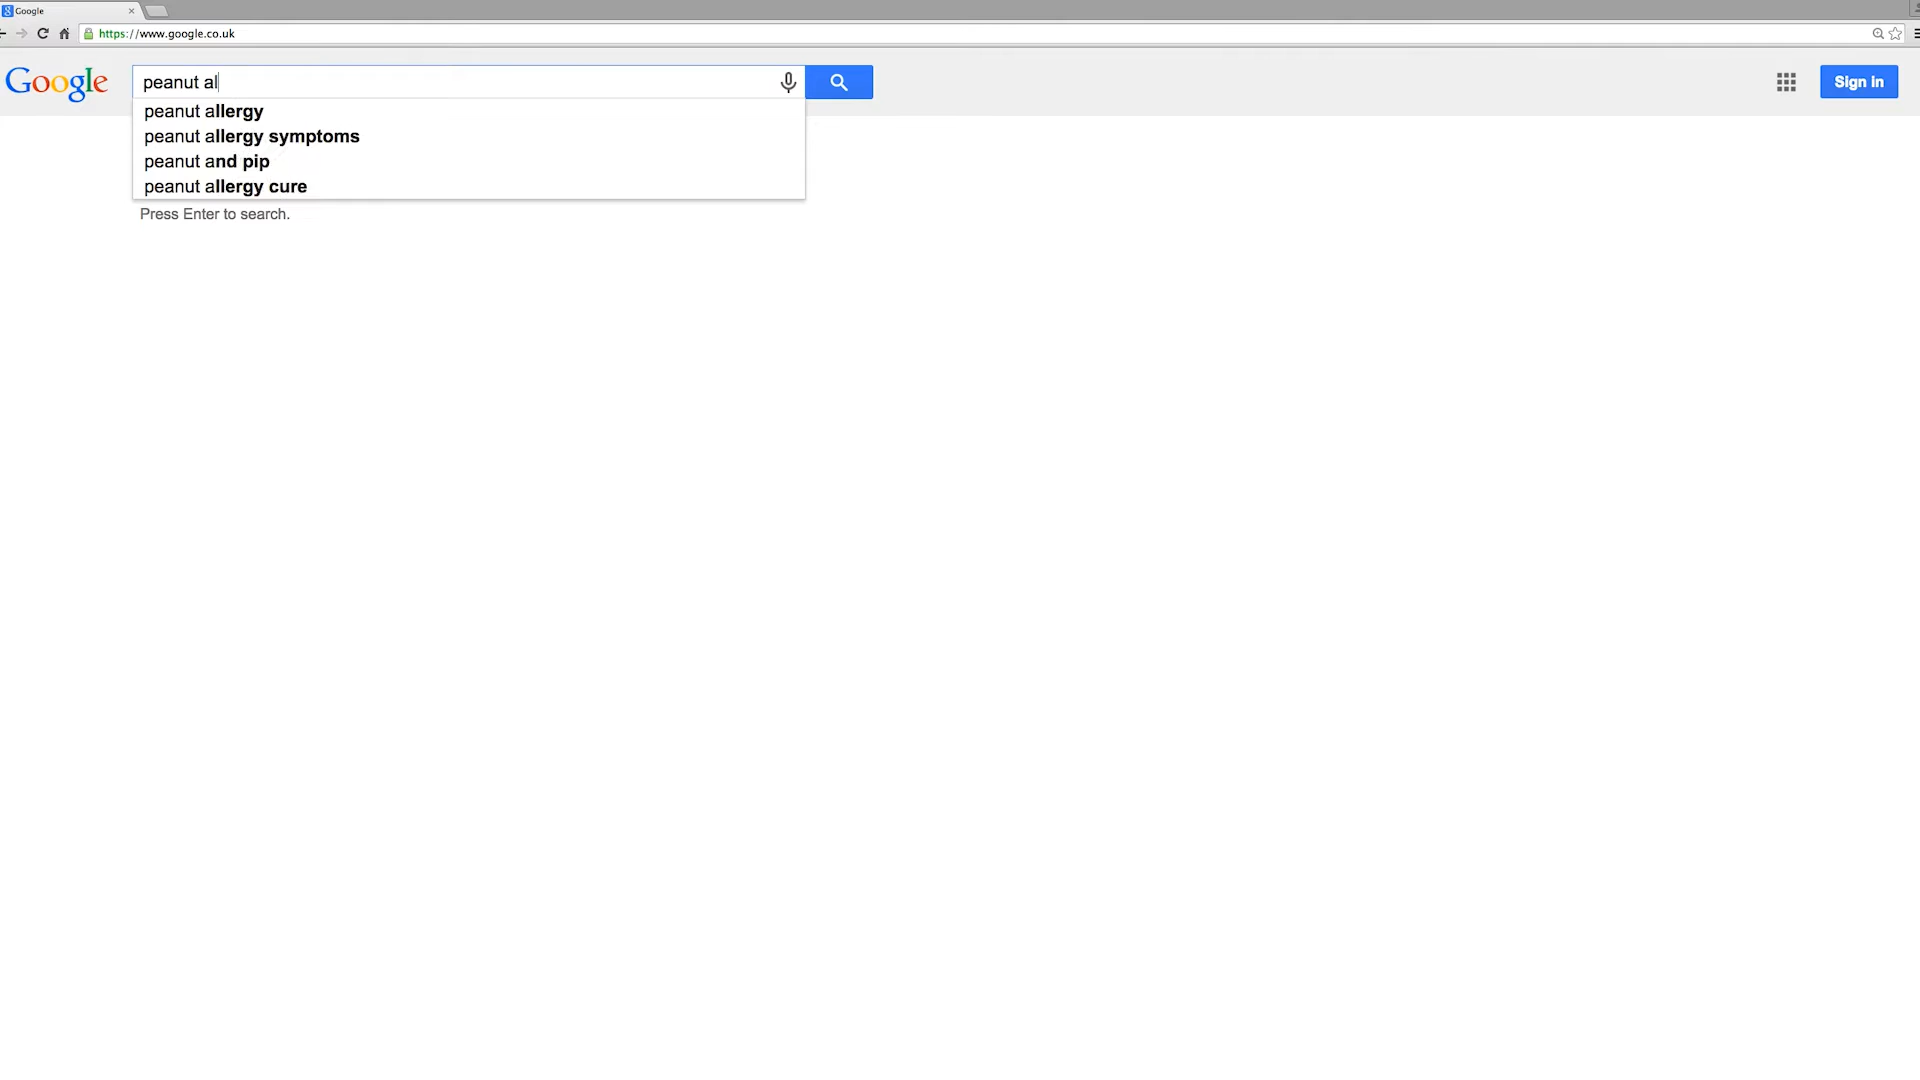 Google
https://www.google.co.uk
Google
peanut al
Sign in
peanut allergy
peanut allergy symptoms
peanut and pip
peanut allergy cure
Press Enter to search.